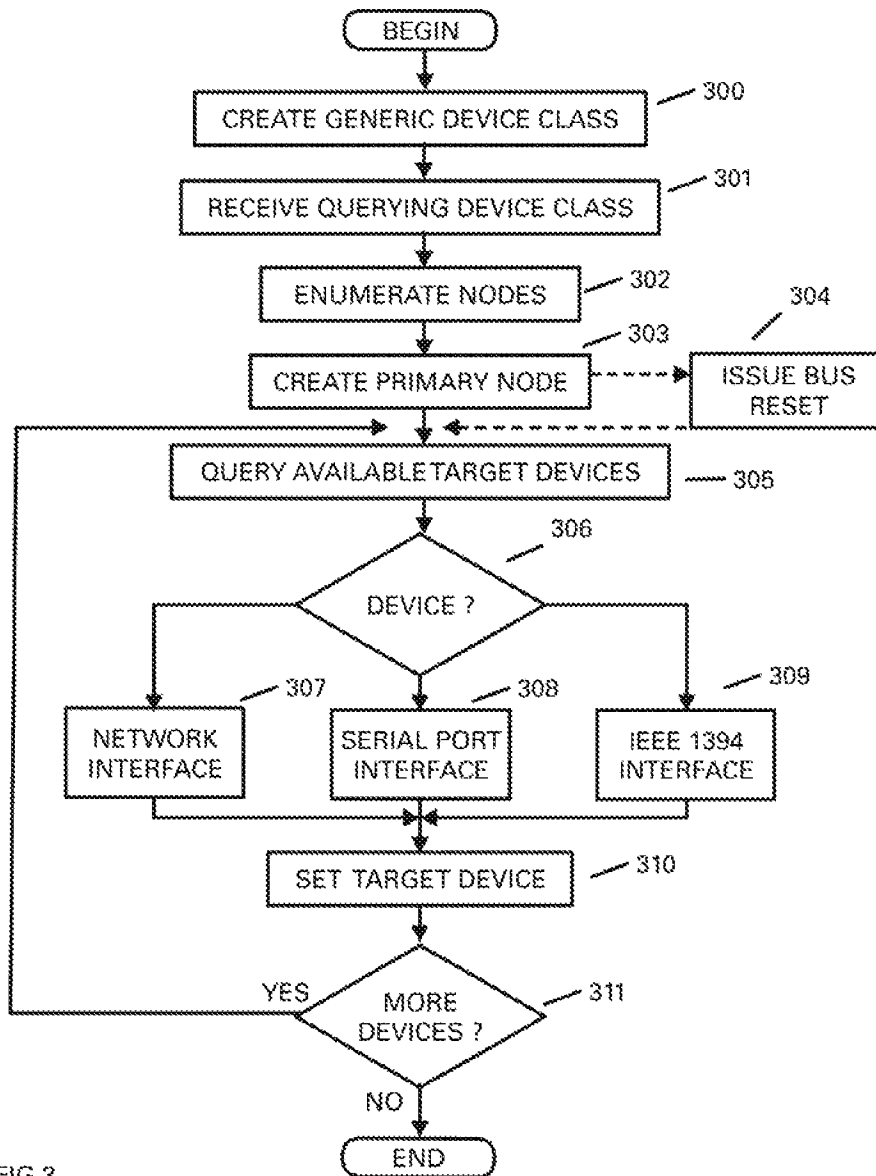 BEGIN
300
CREATE GENERIC DEVICE CLASS
301
RECEIVE QUERYING DEVICE CLASS
302
ENUMERATE NODES
303
304
CREATE PRIMARY NODE
ISSUE BUS
RESET
QUERY AVAILABLE TARGET DEVICES
305
306
DEVICE ?
307
308
309
NETWORK
INTERFACE
SERIAL PORT
INTERFACE
IEEE 1394
INTERFACE
SET TARGET DEVICE
310
YES
MORE
DEVICES ?
311
NO
END
FIG 3